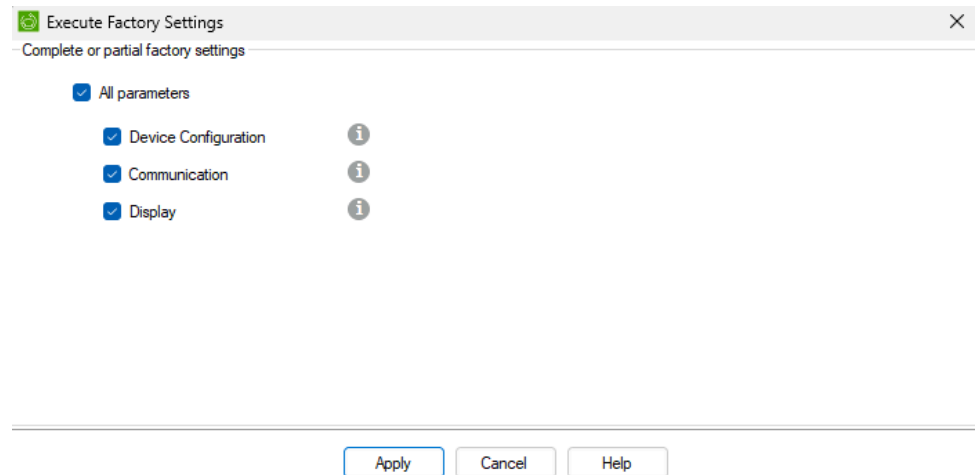 Execute Factory Settings
Complete or partial factory settings
All parameters
Device Configuration
Communication
Display
Apply Cancel Help